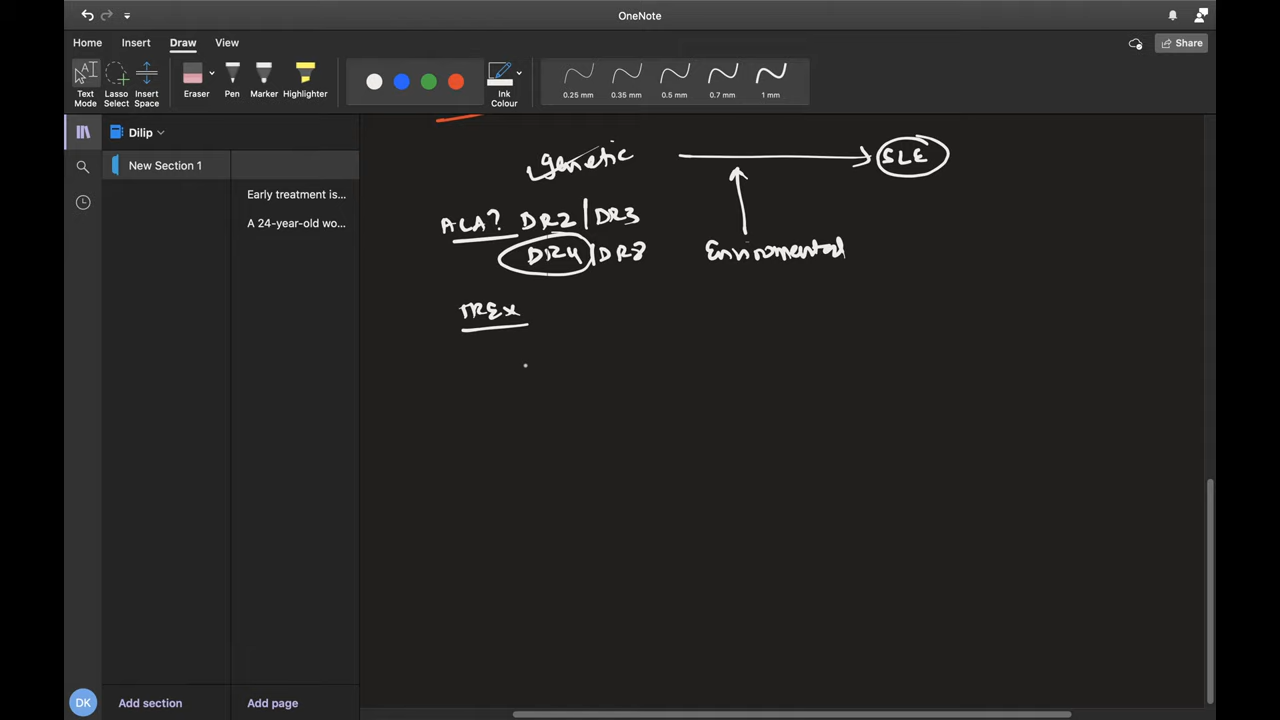 OneNote
Home Insert Draw View
Share
Text Mode
Lasso Select
Insert Space
Eraser
Pen
Marker
Highlighter
Ink Colour
0.25 mm 0.35 mm 0.5 mm 0.7 mm 1 mm
Dilip
New Section 1
Early treatment is...
A 24-year-old wo...
genetic SLE
DR2 | DR3
DR4 | DR8
Enviromental
TREX
DK
Add section
Add page